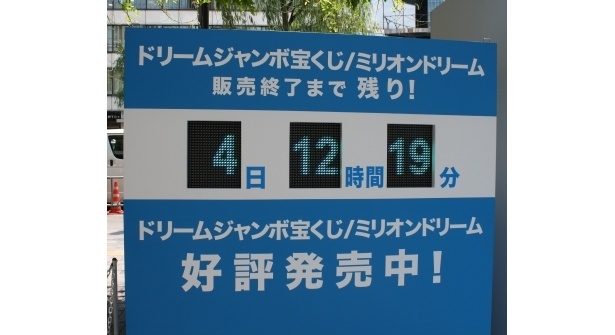 ドリームジャンボ宝くじ/ミリオンドリーム
販売終了まで 残り!
4日 12時間 19分
ドリームジャンボ宝くじ/ミリオンドリーム
好評発売中!